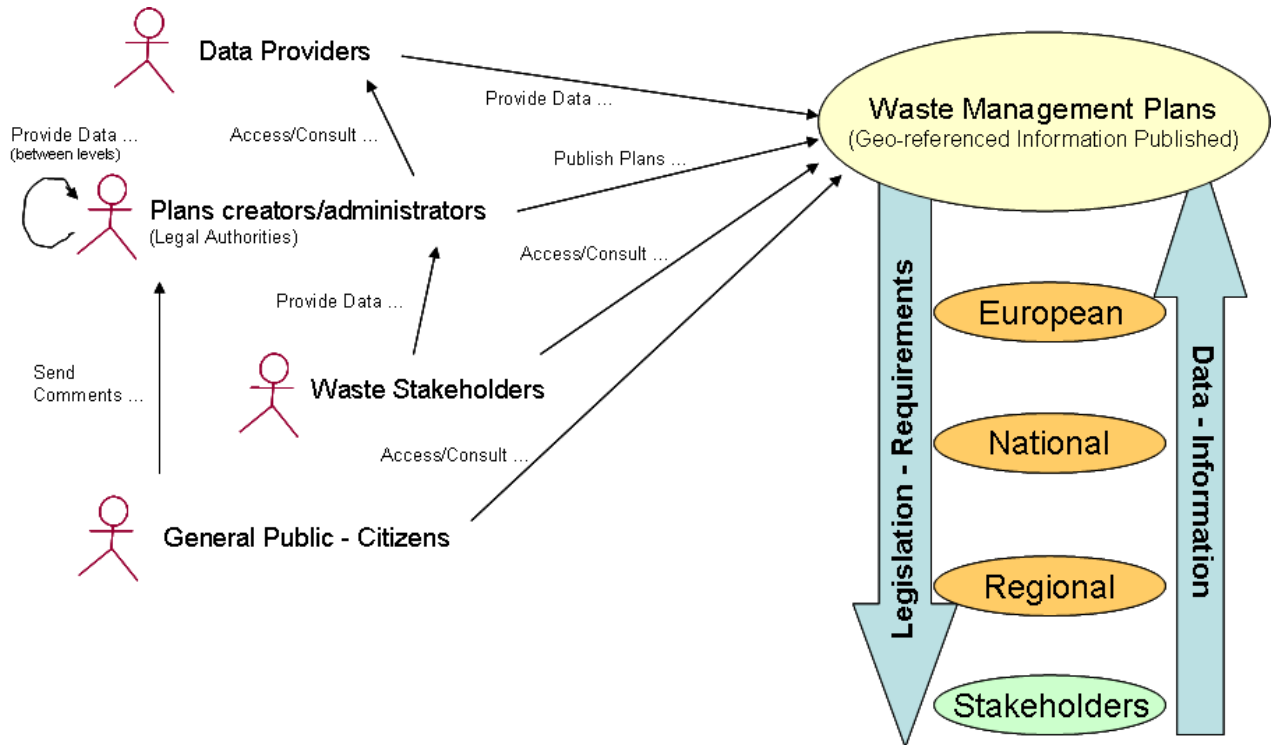 Data Providers
Provide Data ...
Waste Management Plans
(Geo-referenced Information Published)
Provide Data ...
(between levels)
Access/Consult ...
Publish Plans ...
Plans creators/administrators
(Legal Authorities)
Access/Consult ...
Provide Data ...
Send
Comments ...
Waste Stakeholders
Access/Consult ...
General Public - Citizens
Legislation - Requirements
European
National
Regional
Stakeholders
Data - Information